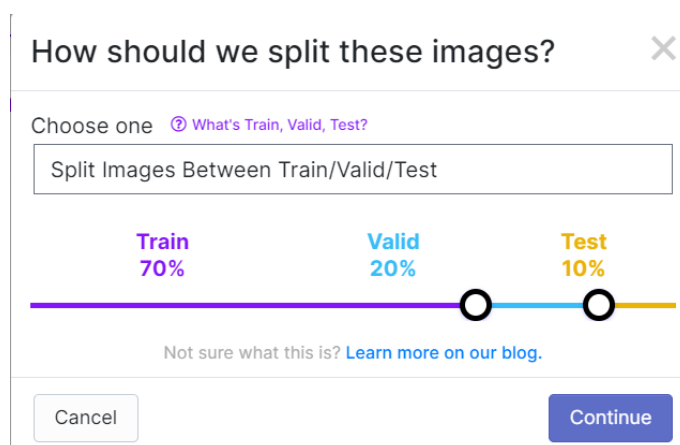 How should we split these images?
Choose one What's Train, Valid, Test?
Split Images Between Train/Valid/Test
Train Valid Test
70% 20% 10%
Not sure what this is? Learn more on our blog.
Cancel Continue